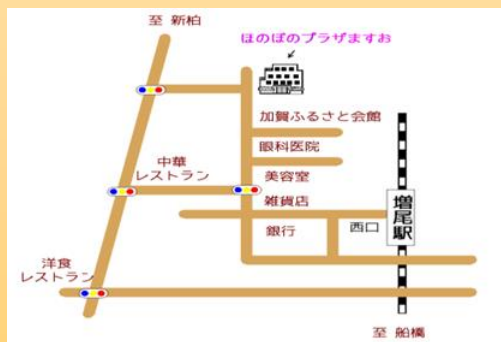 至 新柏
ほのぼのプラザますお
加賀ふるさと会館
眼科医院
中華
レストラン
美容室
雑貨店
増尾駅
銀行
西口
洋食
レストラン
至 船橋